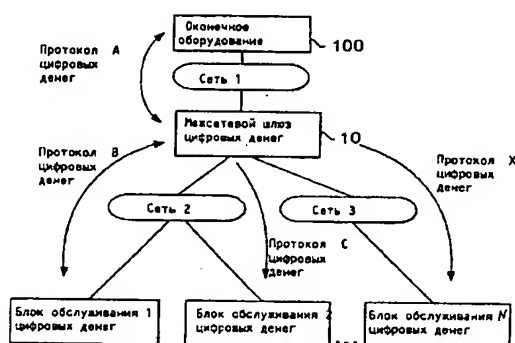 Оконечное
оборудование
100
Протокол А
цифровых
денег
Сеть 1
Межсетевой шлюз
цифровых денег
10
Протокол В
цифровых
денег
Протокол X
цифровых
денег
Сеть 2
Сеть 3
Протокол С
цифровых
денег
Блок обслуживания 1
цифровых денег
Блок обслуживания 2
цифровых денег
Блок обслуживания N
цифровых денег